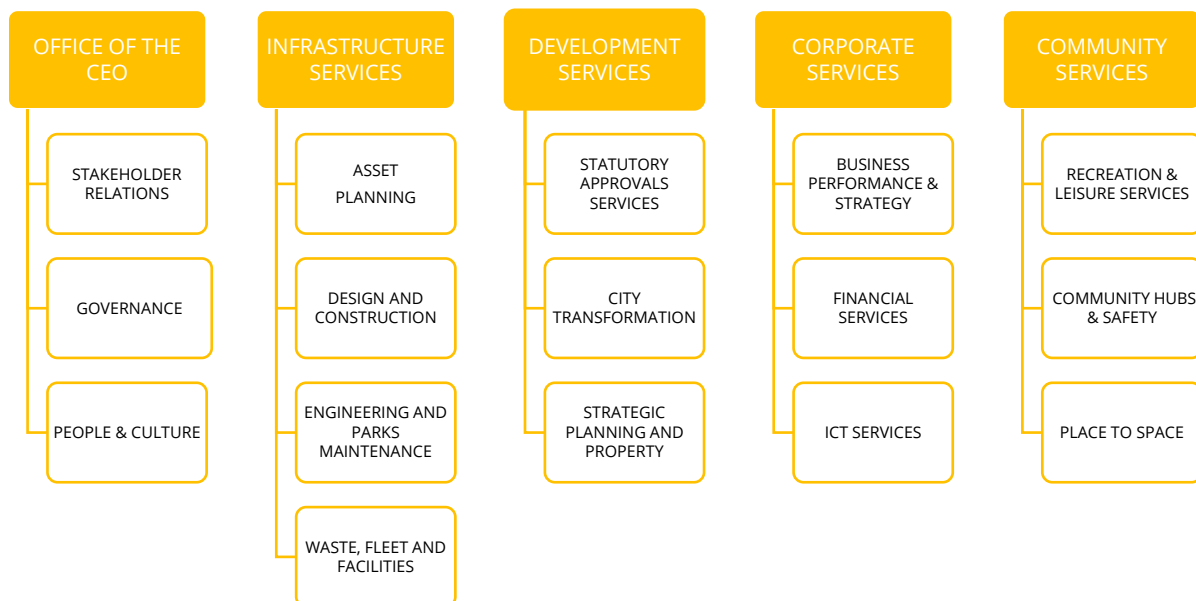 OFFICE OF THE
CEO
STAKEHOLDER
RELATIONS
GOVERNANCE
PEOPLE & CULTURE
INFRASTRUCTURE
SERVICES
ASSET
PLANNING
DESIGN AND
CONSTRUCTION
ENGINEERING AND
PARKS
MAINTENANCE
WASTE, FLEET AND
FACILITIES
DEVELOPMENT
SERVICES
STATUTORY
APPROVALS
SERVICES
CITY
TRANSFORMATION
STRATEGIC
PLANNING AND
PROPERTY
CORPORATE
SERVICES
BUSINESS
PERFORMANCE &
STRATEGY
FINANCIAL
SERVICES
ICT SERVICES
COMMUNITY
SERVICES
RECREATION &
LEISURE SERVICES
COMMUNITY HUBS
& SAFETY
PLACE TO SPACE